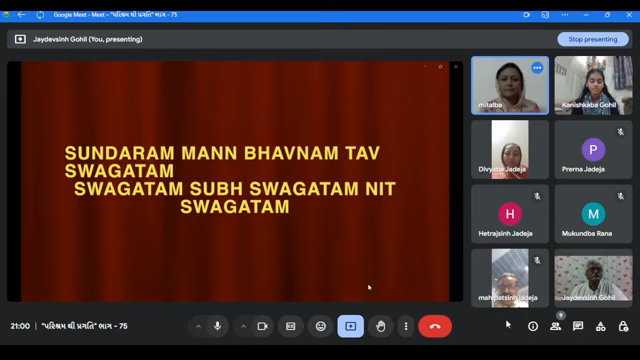 Google Meet - Meet – "પરિશ્રમ થી પ્રગતિ" ભાગ - 75
Jaydevsinh Gohil (You, presenting)
Stop presenting
SUNDARAM MANN BHAVNAM TAV
SWAGATAM
SWAGATAM SUBH SWAGATAM NIT
SWAGATAM
mitalba
Kanishkaba Gohil
Divyaba Jadeja
P
Prerna Jadeja
H
Hetrajsinh Jadeja
M
Mukundba Rana
mahipatsinh jadeja
Jaydevsinh Gohil
21:00 | "પરિશ્રમ થી પ્રગતિ" ભાગ - 75